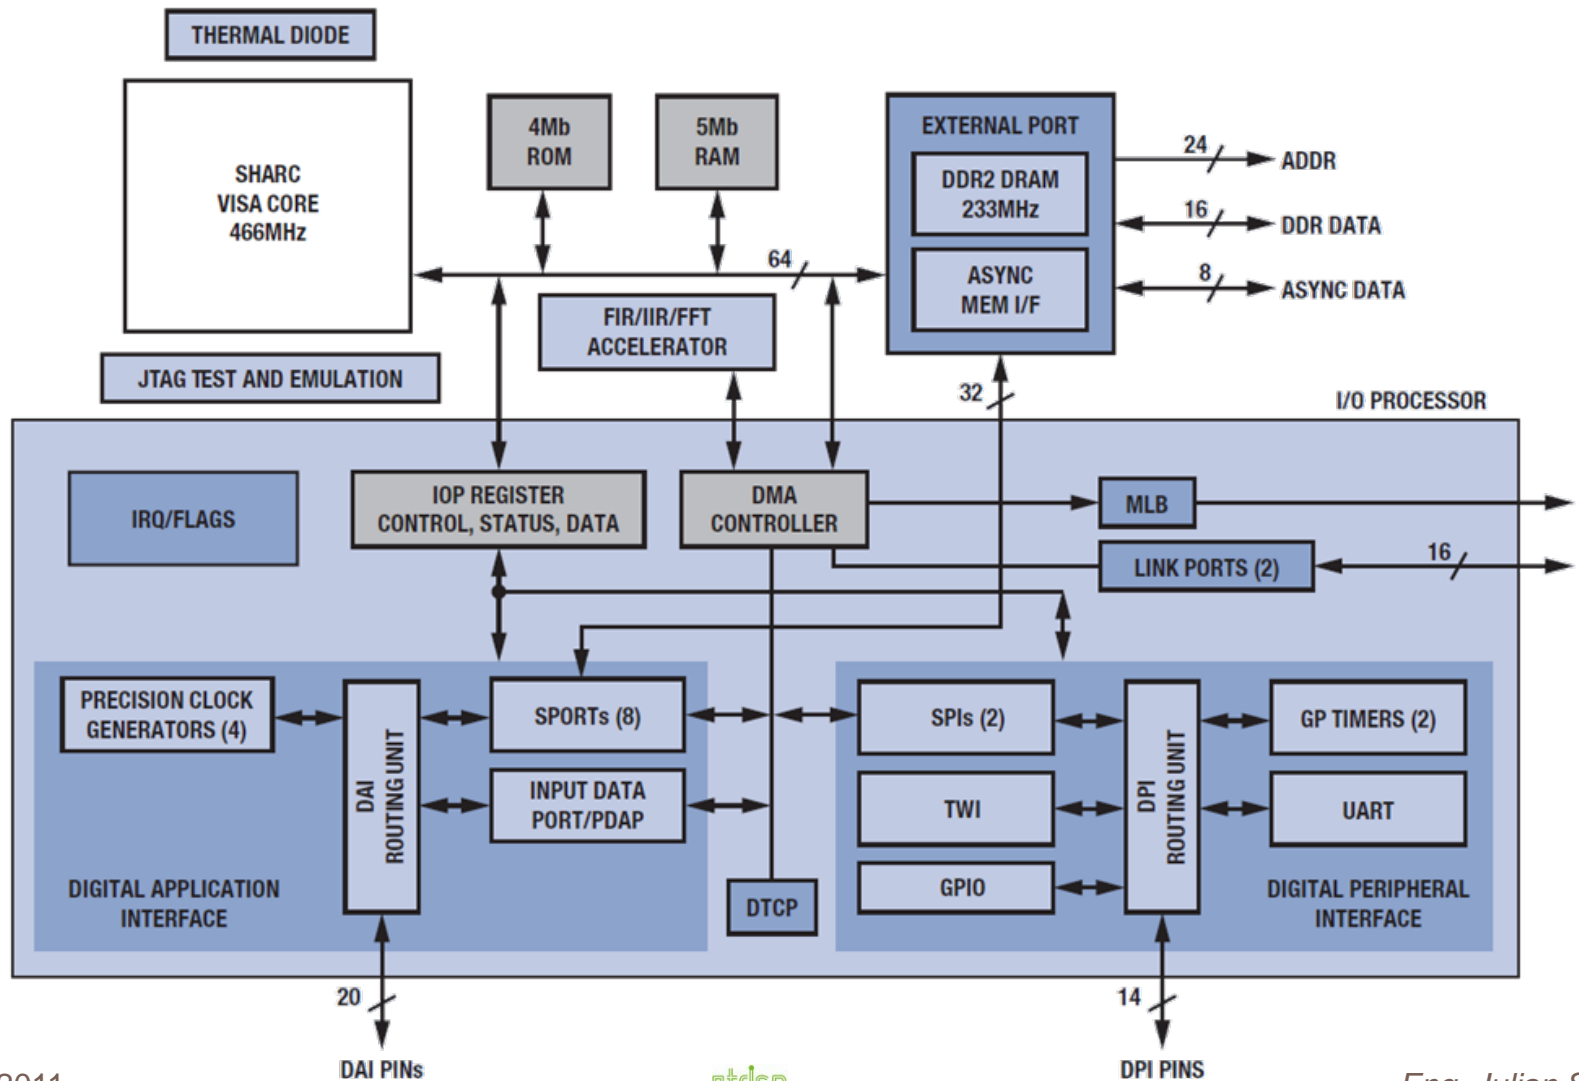 THERMAL DIODE
SHARC
VISA CORE
466MHz
4Mb
ROM
5Mb
RAM
EXTERNAL PORT
DDR2 DRAM
233MHz
ASYNC
MEM I/F
24
ADDR
16
DDR DATA
8
ASYNC DATA
64
FIR/IIR/FFT
ACCELERATOR
JTAG TEST AND EMULATION
32
I/O PROCESSOR
IRQ/FLAGS
IOP REGISTER
CONTROL, STATUS, DATA
DMA
CONTROLLER
MLB
LINK PORTS (2)
16
PRECISION CLOCK
GENERATORS (4)
DAI
ROUTING UNIT
SPORTs (8)
INPUT DATA
PORT/PDAP
DIGITAL APPLICATION
INTERFACE
DTCP
SPIs (2)
TWI
GPIO
DPI
ROUTING UNIT
GP TIMERS (2)
UART
DIGITAL PERIPHERAL
INTERFACE
20
DAI PINs
14
DPI PINS
2011
Eng. Julian